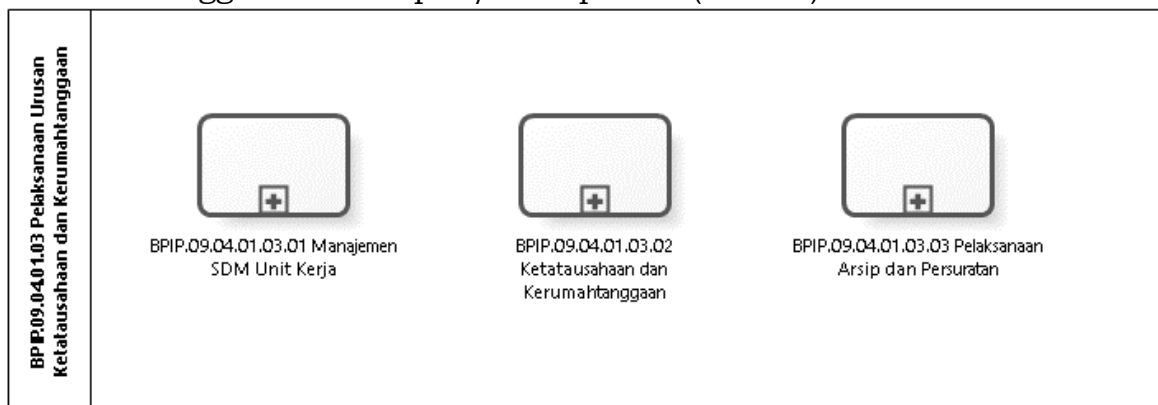 BPIP.09.04.01.03 Pelaksanaan Urusan
Ketatausahaan dan Kerumahtanggaan
BPIP.09.04.01.03.01 Manajemen
SDM Unit Kerja
BPIP.09.04.01.03.02
Ketatausahaan dan
Kerumahtanggaan
BPIP.09.04.01.03.03 Pelaksanaan
Arsip dan Persuratan